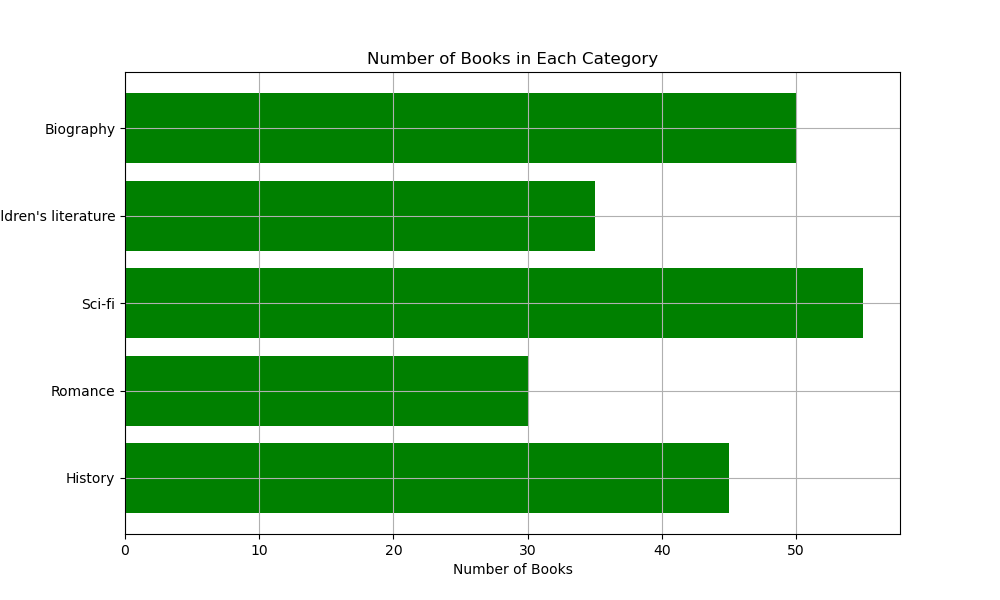 Number of Books in Each Category
Biography
ldren's literature
Sci-fi
Romance
History
0 10 20 30 40 50
Number of Books